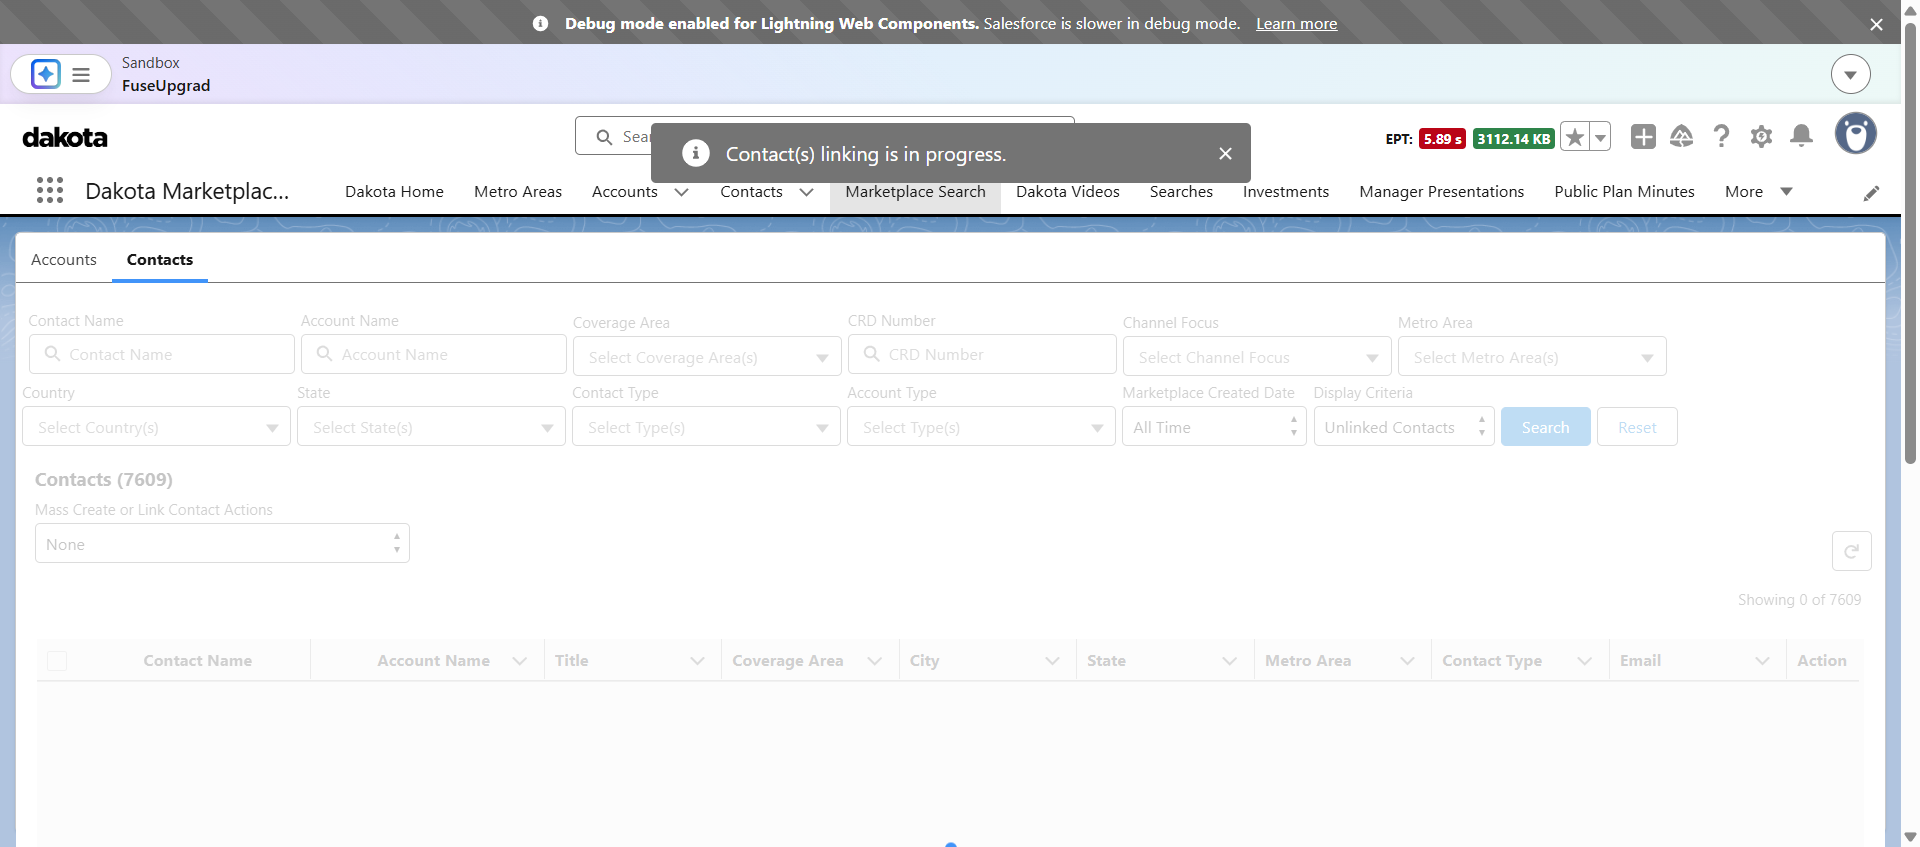 Debug mode enabled for Lightning Web Components. Salesforce is slower in debug mode. Learn more
Sandbox
FuseUpgrad
dakota
Sea
Contact(s) linking is in progress.
EPT: 5.89 s 3112.14 KB
Dakota Marketplac...
Dakota Home Metro Areas Accounts Contacts Marketplace Search Dakota Videos Searches Investments Manager Presentations Public Plan Minutes More
Accounts Contacts
Contact Name Account Name Coverage Area CRD Number Channel Focus Metro Area
Contact Name Account Name Select Coverage Area(s) CRD Number Select Channel Focus Select Metro Area(s)
Country State Contact Type Account Type Marketplace Created Date Display Criteria
Select Country(s) Select State(s) Select Type(s) Select Type(s) All Time Unlinked Contacts Search Reset
Contacts (7609)
Mass Create or Link Contact Actions
None
Showing 0 of 7609
Contact Name Account Name Title Coverage Area City State Metro Area Contact Type Email Action